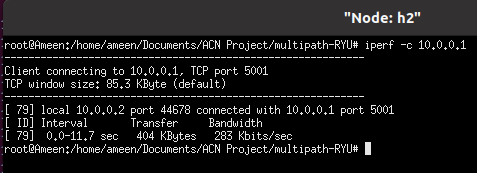 "Node: h2"
root@Ameen:/home/ameen/Documents/ACN Project/multipath-RYU# iperf -c 10.0.0.1
------------------------------------------------------------
Client connecting to 10.0.0.1, TCP port 5001
TCP window size: 85.3 KByte (default)
------------------------------------------------------------
[ 79] local 10.0.0.2 port 44678 connected with 10.0.0.1 port 5001
[ ID] Interval       Transfer     Bandwidth
[ 79]  0.0-11.7 sec   404 KBytes   283 Kbits/sec
root@Ameen:/home/ameen/Documents/ACN Project/multipath-RYU#